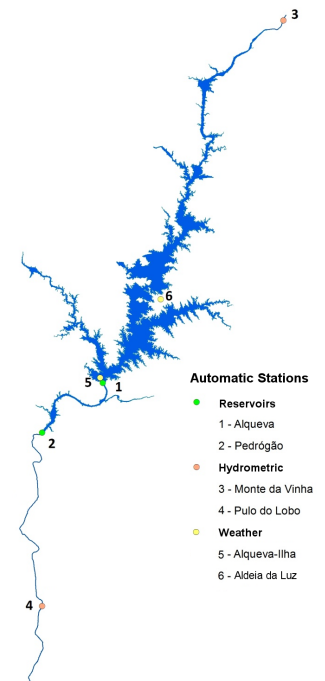 3
6
5
1
2
4
Automatic Stations
Reservoirs
1 - Alqueva
2 - Pedrógão
Hydrometric
3 - Monte da Vinha
4 - Pulo do Lobo
Weather
5 - Alqueva-Ilha
6 - Aldeia da Luz